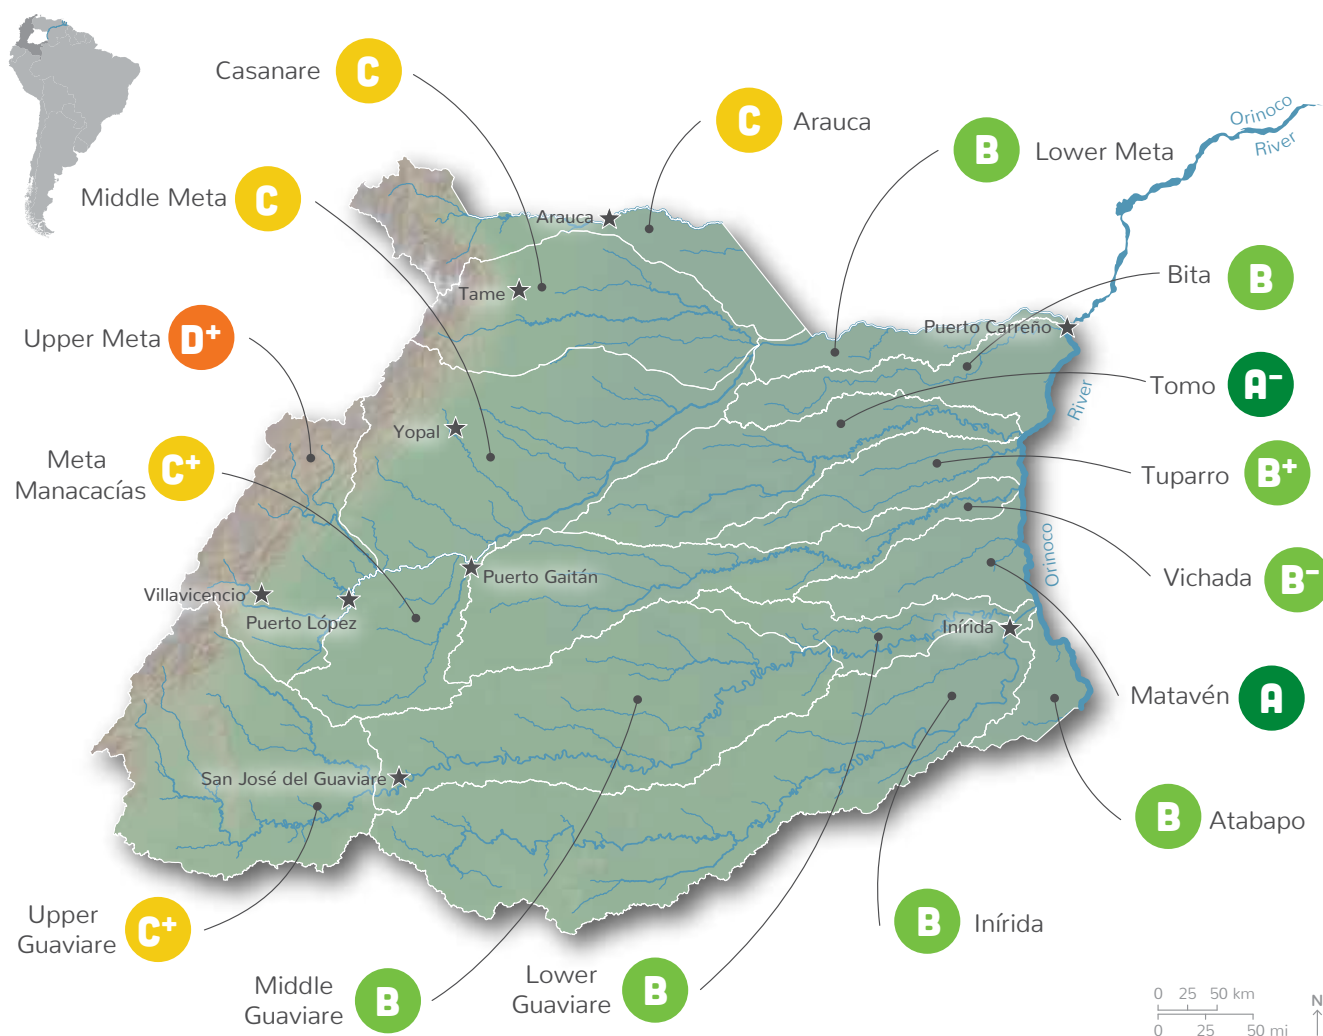 Casanare
C
C
Arauca
B
Lower Meta
Orinoco
River
Middle Meta
C
Arauca
Bita
B
Tame
Puerto Carreño
Upper Meta
D+
Tomo
A-
River
Yopal
Meta
Manacacías
C+
Tuparro
B+
Orinoco
Vichada
B-
Puerto Gaitán
Villavicencio
Puerto López
Inírida
Matavén
A
San José del Guaviare
B
Atabapo
Upper
Guaviare
C+
B
Inírida
Middle
Guaviare
B
Lower
Guaviare
B
0 25 50 km
0 25 50 mi
N